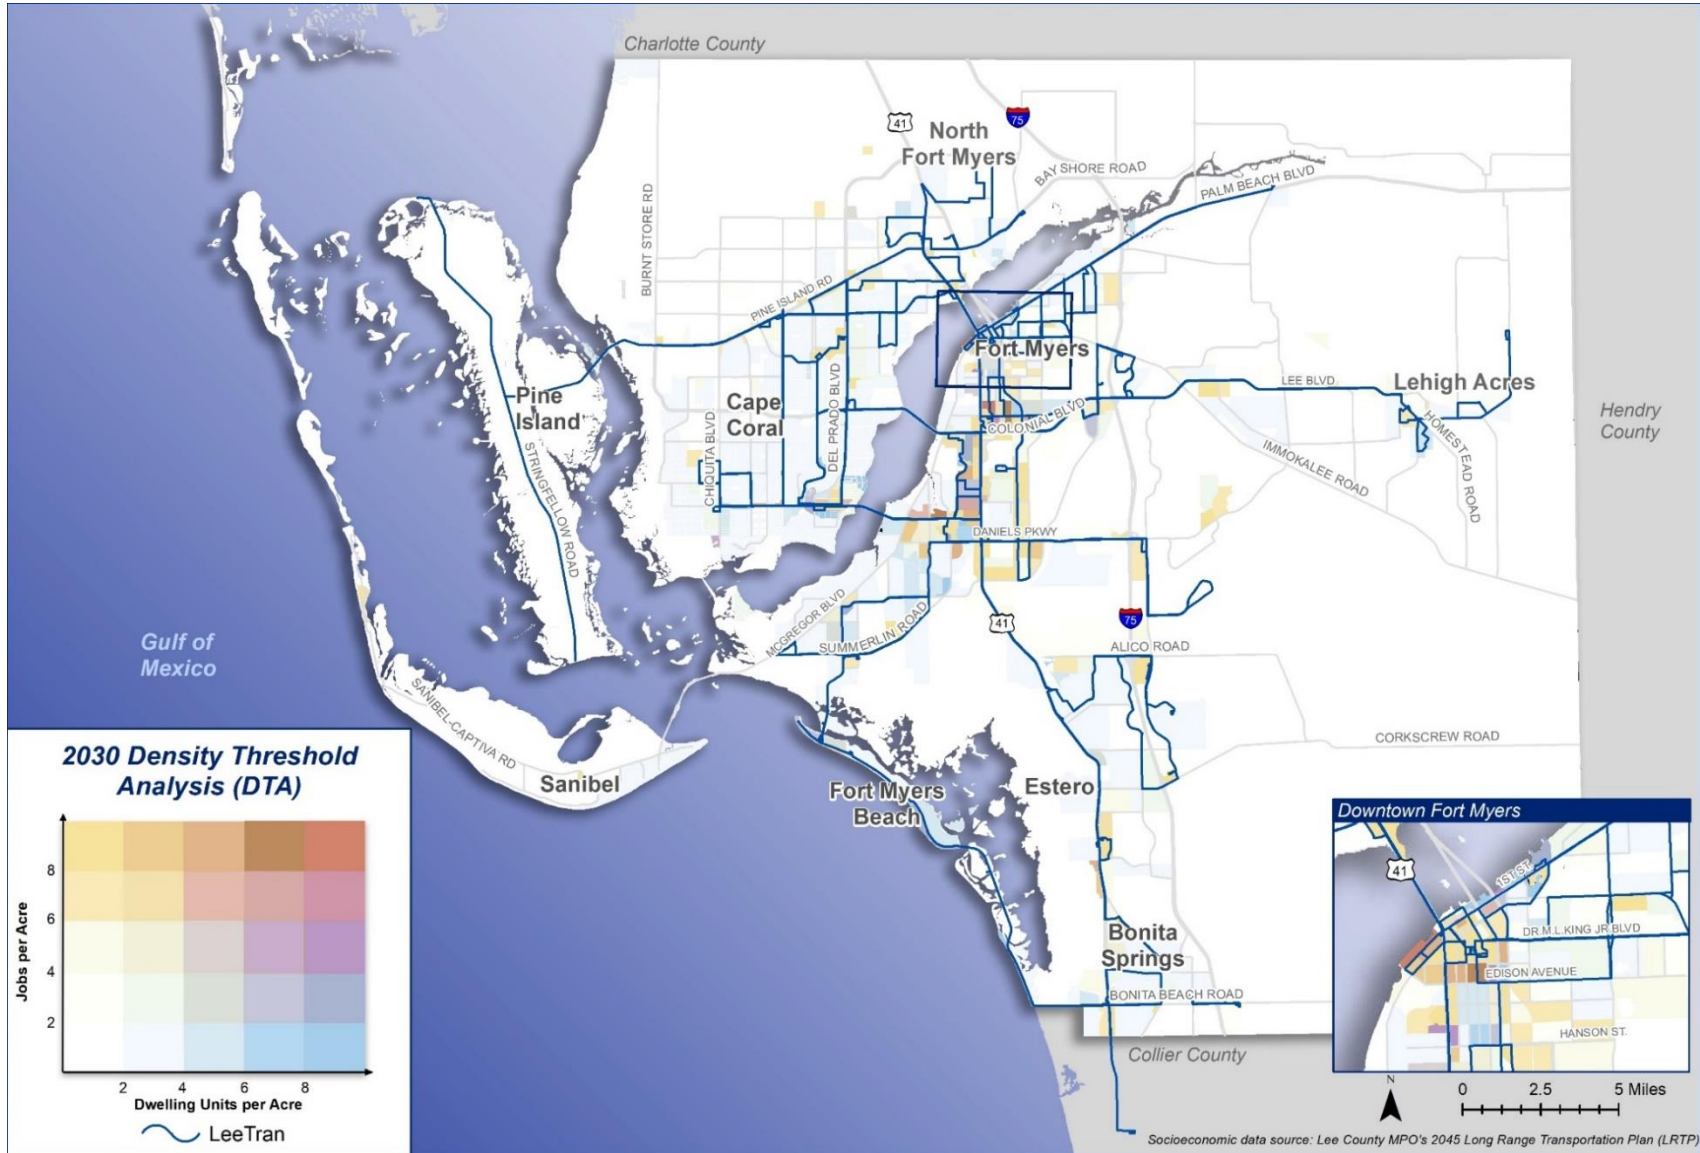 Charlotte County
41
75
North
Fort Myers
BAY SHORE ROAD
PALM BEACH BLVD
BURNT STORE RD
PINE ISLAND RD
Fort Myers
LEE BLVD
Lehigh Acres
Hendry
County
Pine
Island
Cape
Coral
CHIQUITA BLVD
DEL PRADO BLVD
COLONIAL BLVD
HOMESTEAD ROAD
IMMOKALEE ROAD
STRINGFELLOW ROAD
DANIELS PKWY
MCGREGOR BLVD
SUMMERLIN ROAD
41
75
ALICO ROAD
Gulf of
Mexico
SANIBEL-CAPTIVA RD
Sanibel
CORKSCREW ROAD
Fort Myers
Beach
Estero
Bonita
Springs
BONITA BEACH ROAD
Collier County
2030 Density Threshold
Analysis (DTA)
Jobs per Acre
8
6
4
2
2 4 6 8
Dwelling Units per Acre
LeeTran
Downtown Fort Myers
41
1ST ST.
DR.M.L.KING JR BLVD
EDISON AVENUE
HANSON ST.
N
0 2.5 5 Miles
Socioeconomic data source: Lee County MPO's 2045 Long Range Transportation Plan (LRTP)